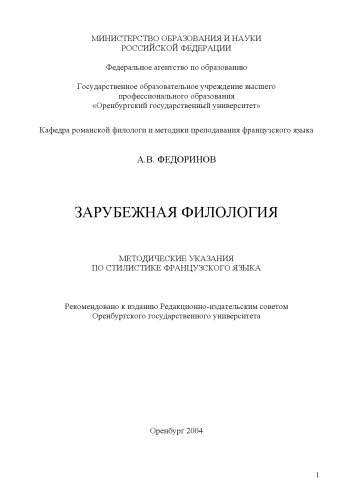 МИНИСТЕРСТВО ОБРАЗОВАНИЯ И НАУКИ
РОССИЙСКОЙ ФЕДЕРАЦИИ
Федеральное агентство по образованию
Государственное образовательное учреждение высшего
профессионального образования
«Оренбургский государственный университет»
Кафедра романской филологи и методики преподавания французского языка
А.В. ФЕДОРИНОВ
ЗАРУБЕЖНАЯ ФИЛОЛОГИЯ
МЕТОДИЧЕСКИЕ УКАЗАНИЯ
ПО СТИЛИСТИКЕ ФРАНЦУЗСКОГО ЯЗЫКА
Рекомендовано к изданию Редакционно-издательским советом
Оренбургского государственного университета
Оренбург 2004
1